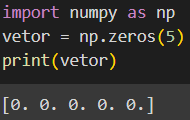 import numpy as np
vetor = np.zeros(5)
print(vetor)
[0. 0. 0. 0. 0.]